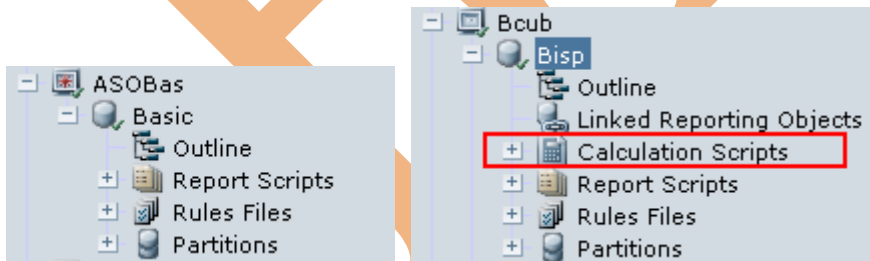 ASOBas
Basic
Outline
Report Scripts
Rules Files
Partitions
Bcub
Bisp
Outline
Linked Reporting Objects
Calculation Scripts
Report Scripts
Rules Files
Partitions